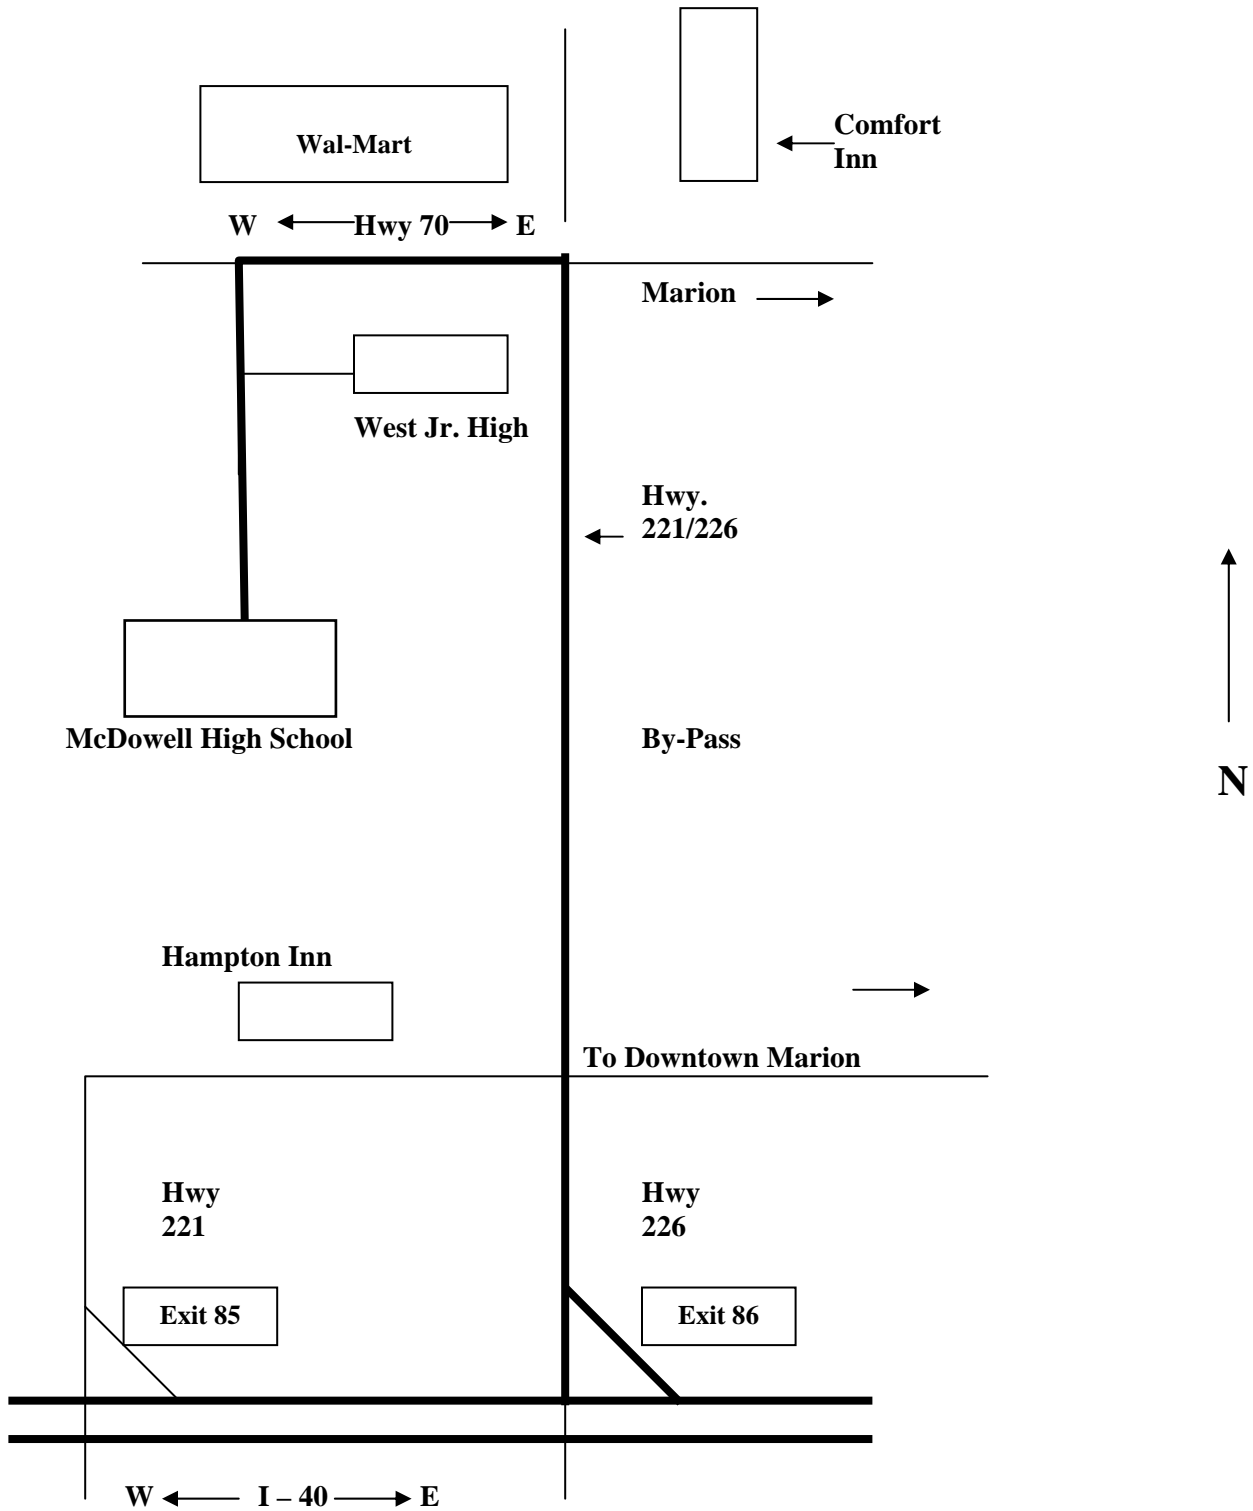 Comfort
Inn
Wal-Mart
W Hwy 70 E
Marion
West Jr. High
Hwy.
221/226
McDowell High School
By-Pass
N
Hampton Inn
To Downtown Marion
Hwy
221
Hwy
226
Exit 85
Exit 86
W I – 40 E